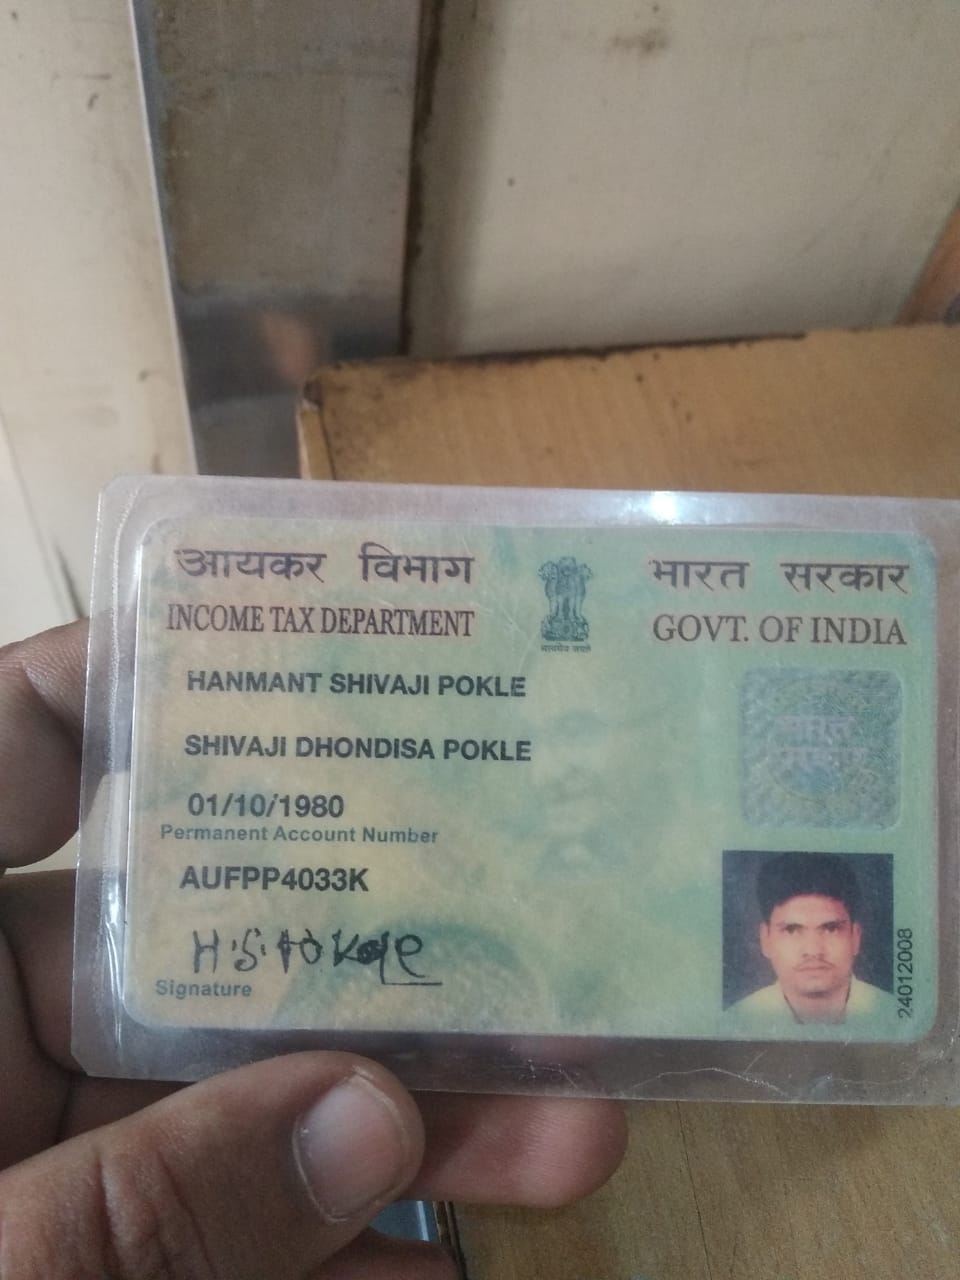 आयकर विभाग
INCOME TAX DEPARTMENT
भारत सरकार
GOVT. OF INDIA
सत्यमेव जयते
HANMANT SHIVAJI POKLE
SHIVAJI DHONDISA POKLE
01/10/1980
Permanent Account Number
AUFPP4033K
H.S.Pokale
Signature
भारत
सरकार
24012008